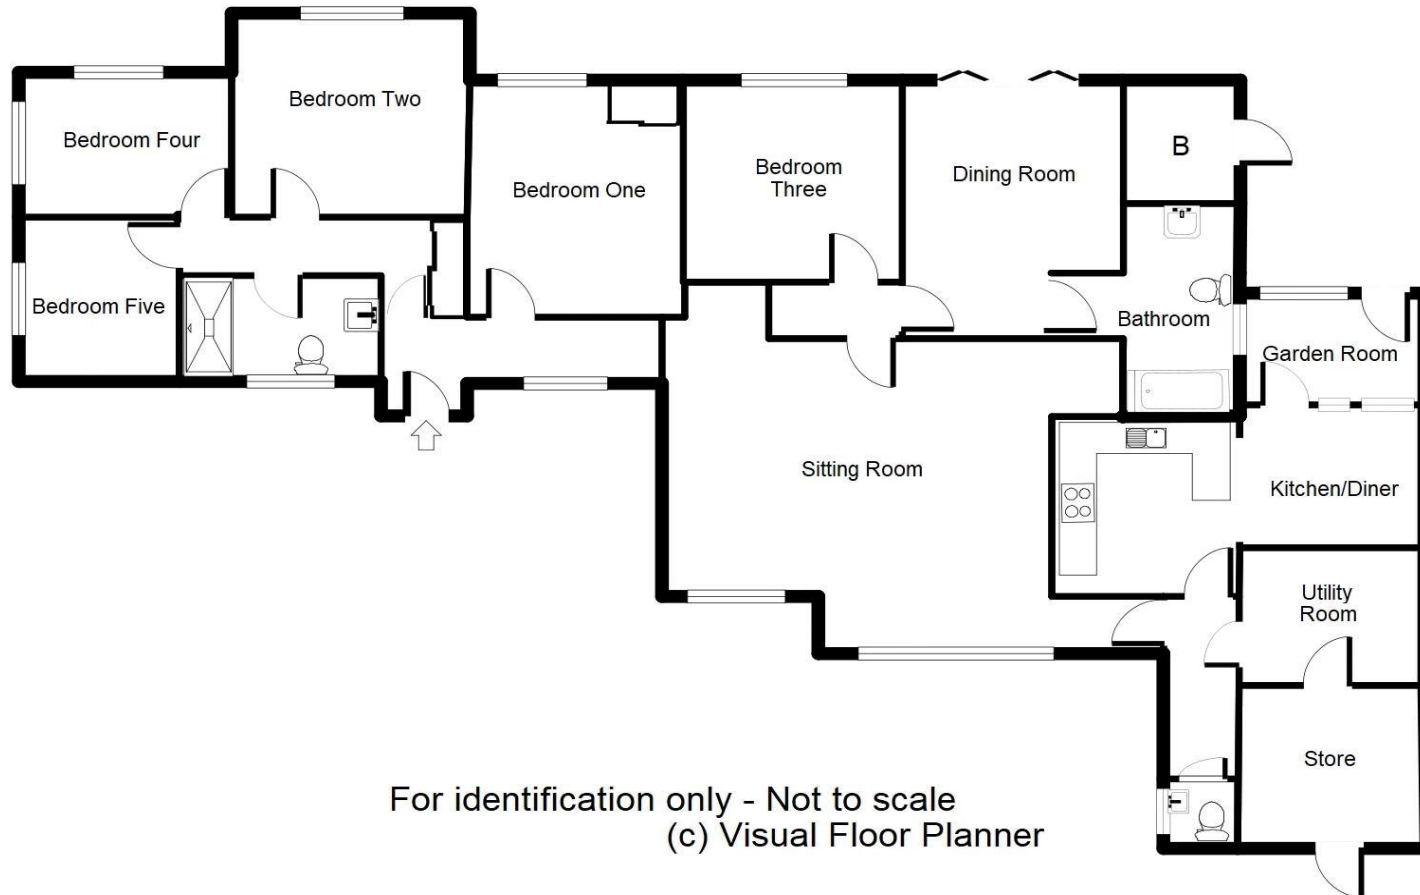 Bedroom Two
Bedroom Four
Bedroom One
Bedroom
Three
Dining Room
B
Bedroom Five
Bathroom
Garden Room
Sitting Room
Kitchen/Diner
Utility
Room
Store
For identification only - Not to scale
(c) Visual Floor Planner